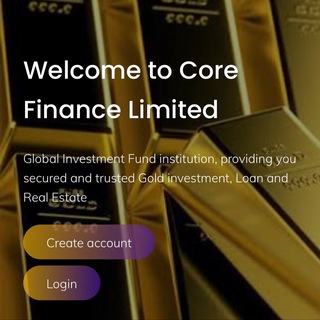 Welcome to Core
Finance Limited
Global Investment Fund institution, providing you
secured and trusted Gold investment, Loan and
Real Estate
Create account
Login